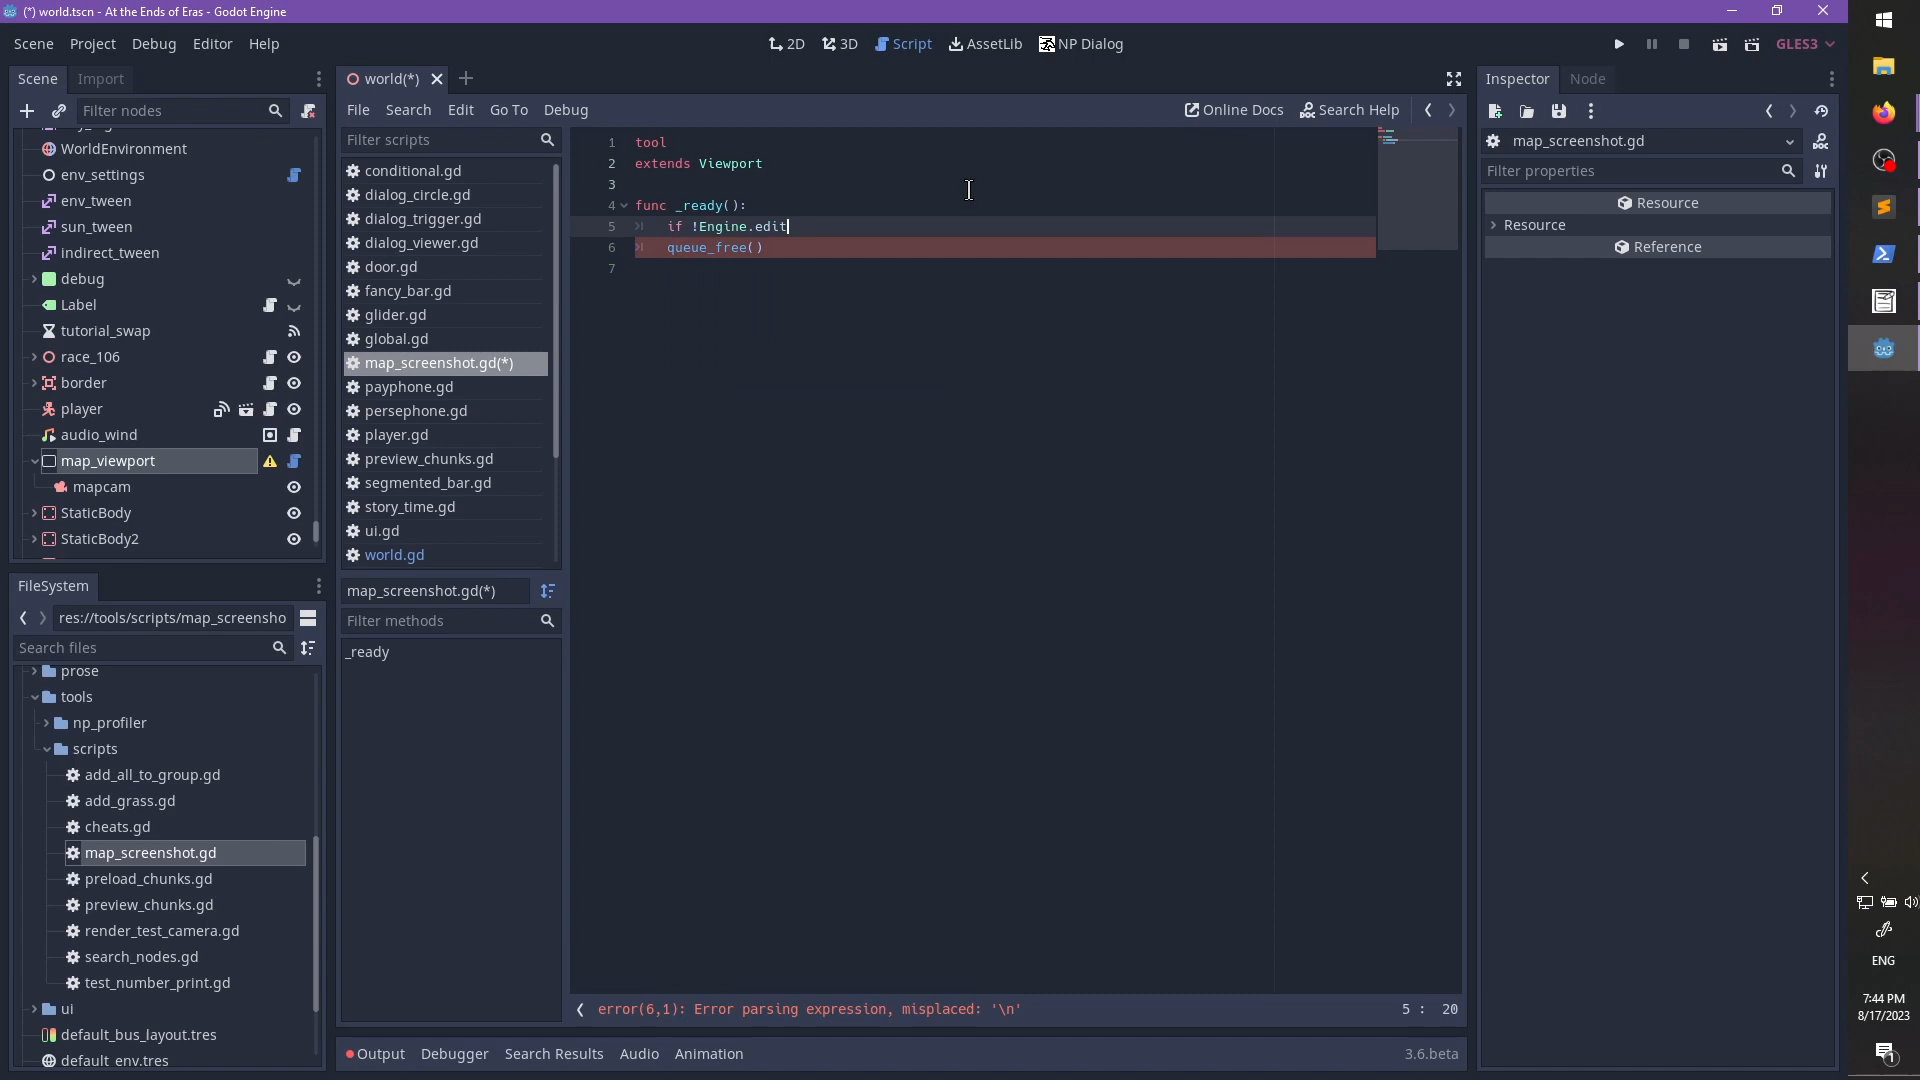 (*) world.tscn - At the Ends of Eras - Godot Engine
Scene Project Debug Editor Help
2D 3D Script AssetLib NP Dialog
GLES3
Scene Import
Filter nodes
WorldEnvironment
env_settings
env_tween
sun_tween
indirect_tween
debug
Label
tutorial_swap
race_106
border
player
audio_wind
map_viewport
mapcam
StaticBody
StaticBody2
FileSystem
res://tools/scripts/map_screensho
Search files
prose
tools
np_profiler
scripts
add_all_to_group.gd
add_grass.gd
cheats.gd
map_screenshot.gd
preload_chunks.gd
preview_chunks.gd
render_test_camera.gd
search_nodes.gd
test_number_print.gd
ui
default_bus_layout.tres
default_env.tres
world(*)
File Search Edit Go To Debug
Online Docs Search Help
Filter scripts
conditional.gd
dialog_circle.gd
dialog_trigger.gd
dialog_viewer.gd
door.gd
fancy_bar.gd
glider.gd
global.gd
map_screenshot.gd(*)
payphone.gd
persephone.gd
player.gd
preview_chunks.gd
segmented_bar.gd
story_time.gd
ui.gd
world.gd
map_screenshot.gd(*)
Filter methods
_ready
1 tool
2 extends Viewport
3
4 func _ready():
5 if !Engine.edit
6 queue_free()
7
error(6,1): Error parsing expression, misplaced: '\n'
5 : 20
Output Debugger Search Results Audio Animation
3.6.beta
Inspector Node
map_screenshot.gd
Filter properties
Resource
Resource
Reference
ENG
7:44 PM
8/17/2023
1